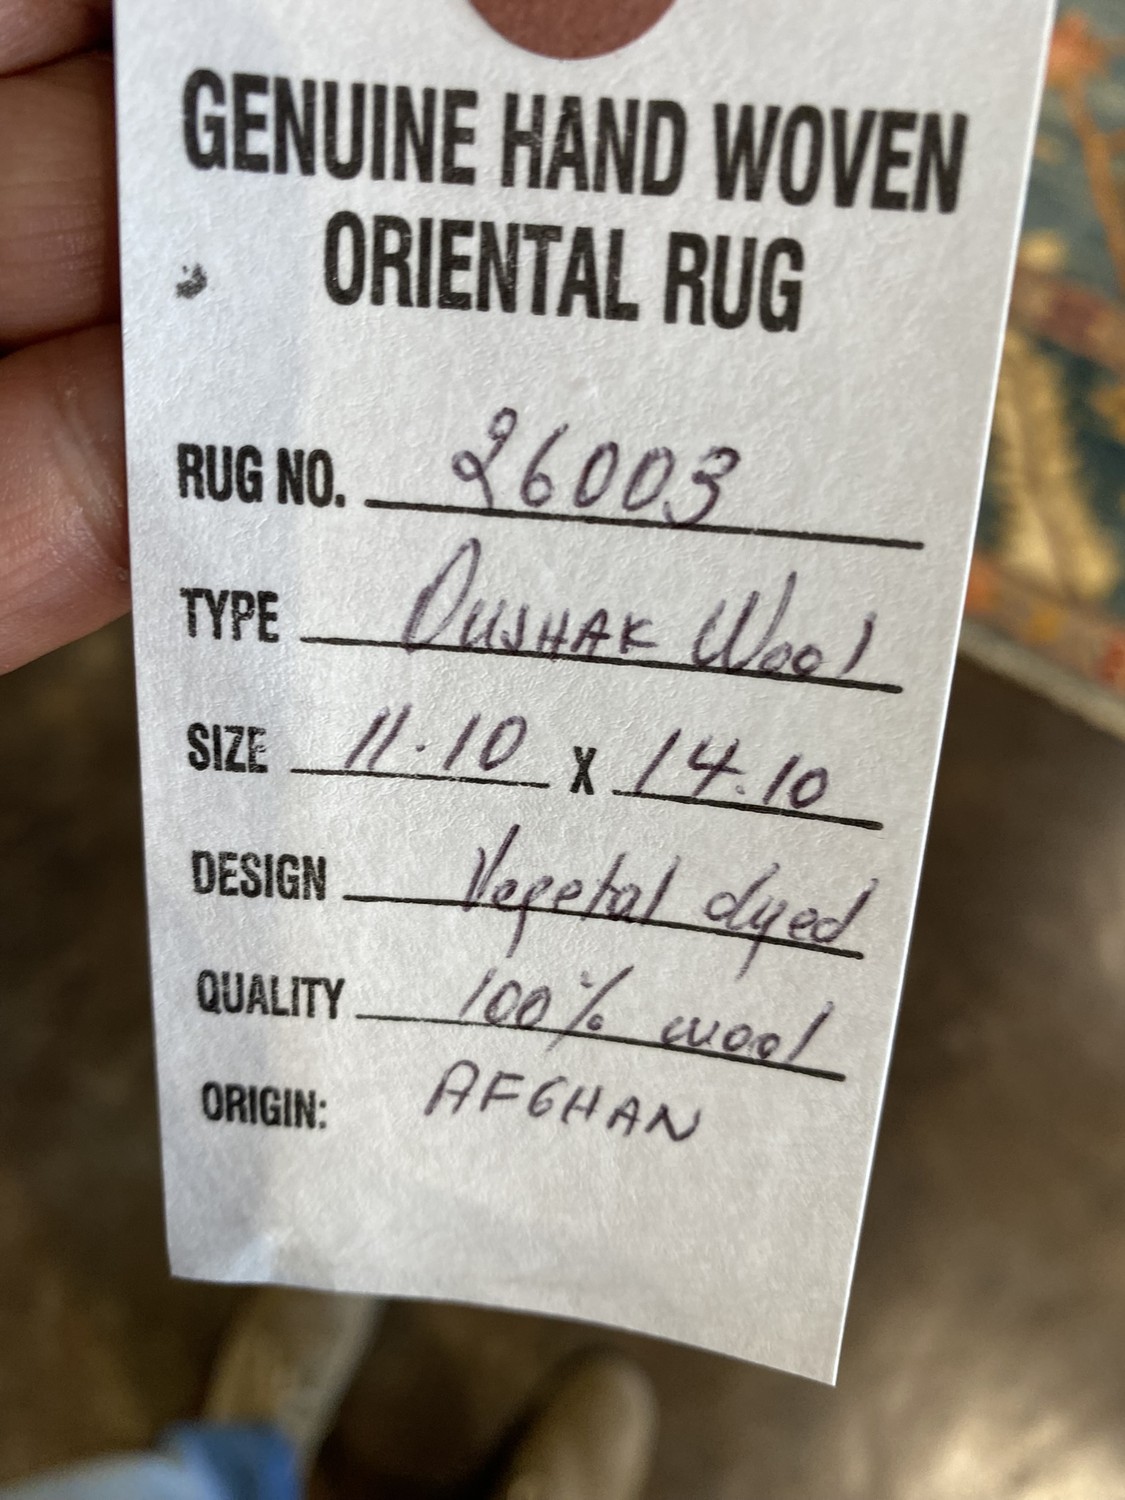 GENUINE HAND WOVEN
ORIENTAL RUG
RUG NO. 26003
TYPE Oushak Wool
SIZE 11.10 X 14.10
DESIGN Vegetal dyed
QUALITY 100% wool
ORIGIN: AFGHAN